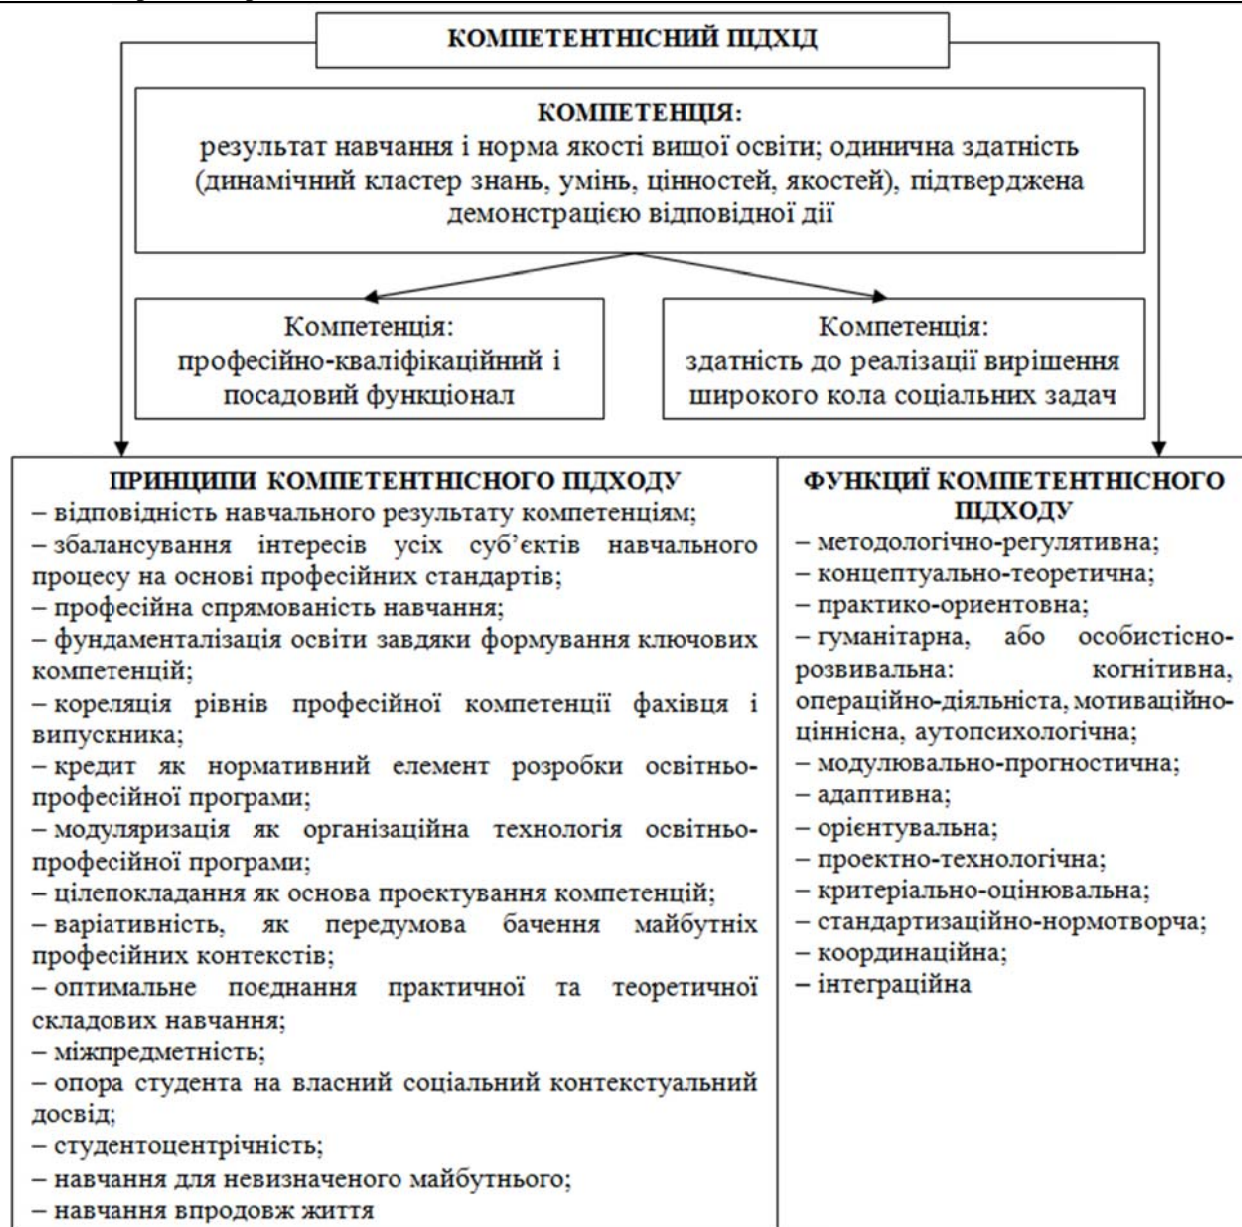 КОМПЕТЕНТНІСНИЙ ПІДХІД
КОМПЕТЕНЦІЯ:
результат навчання і норма якості вищої освіти; одинична здатність
(динамічний кластер знань, умінь, цінностей, якостей), підтверджена
демонстрацією відповідної дії
Компетенція:
професійно-кваліфікаційний і
посадовий функціонал
Компетенція:
здатність до реалізації вирішення
широкого кола соціальних задач
ПРИНЦИПИ КОМПЕТЕНТНІСНОГО ПІДХОДУ
– відповідність навчального результату компетенціям;
– збалансування інтересів усіх суб’єктів навчального
процесу на основі професійних стандартів;
– професійна спрямованість навчання;
– фундаменталізація освіти завдяки формування ключових
компетенцій;
– кореляція рівнів професійної компетенції фахівця і
випускника;
– кредит як нормативний елемент розробки освітньо-
професійної програми;
– модуляризація як організаційна технологія освітньо-
професійної програми;
– цілепокладання як основа проектування компетенцій;
– варіативність, як передумова бачення майбутніх
професійних контекстів;
– оптимальне поєднання практичної та теоретичної
складових навчання;
– міжпредметність;
– опора студента на власний соціальний контекстуальний
досвід;
– студентоцентрічність;
– навчання для невизначеного майбутнього;
– навчання впродовж життя
ФУНКЦИЇ КОМПЕТЕНТНІСНОГО
ПІДХОДУ
– методологічно-регулятивна;
– концептуально-теоретична;
– практико-ориентовна;
– гуманітарна, або особистісно-
розвивальна: когнітивна,
операційно-діяльніста, мотиваційно-
ціннісна, аутопсихологічна;
– модулювально-прогностична;
– адаптивна;
– орієнтувальна;
– проектно-технологічна;
– критеріально-оцінювальна;
– стандартизаційно-нормотворча;
– координаційна;
– інтеграційна